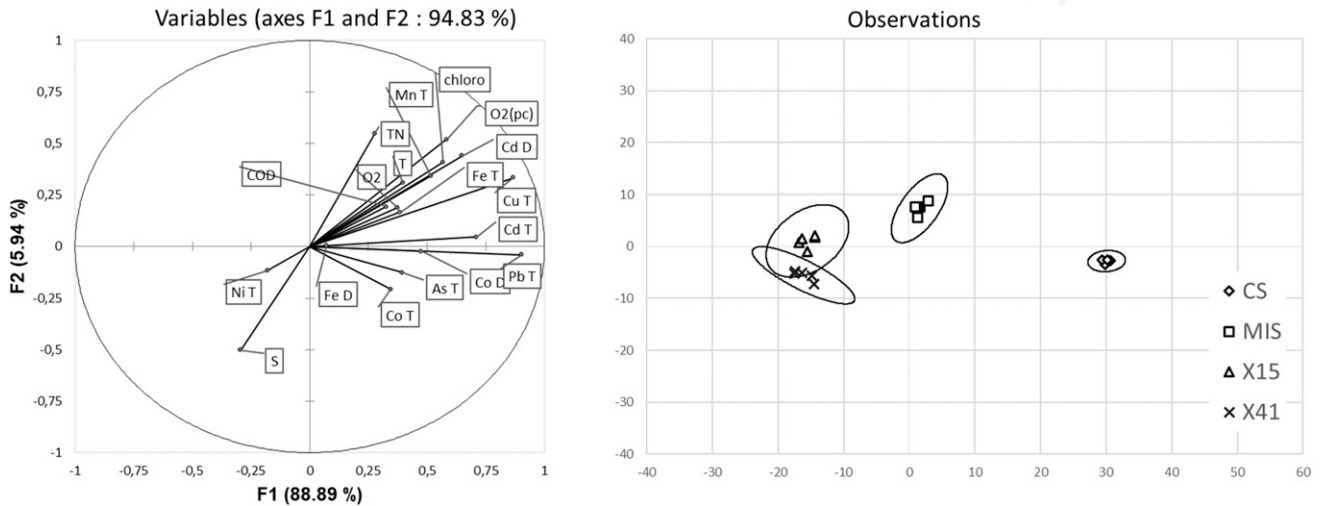 Variables (axes F1 and F2 : 94.83 %)
1
0,75
0,5
0,25
0
-0,25
-0,5
-0,75
-1
F2 (5.94 %)
-1 -0,75 -0,5 -0,25 0 0,25 0,5 0,75 1
F1 (88.89 %)
chloro
Mn T
O2(pc)
TN
Cd D
T
COD
O2
Fe T
Cu T
Cd T
Ni T
Fe D
As T
Co D
Pb T
Co T
S
Observations
40
30
20
10
0
-10
-20
-30
-40
-40 -30 -20 -10 0 10 20 30 40 50 60
CS
MIS
X15
X41